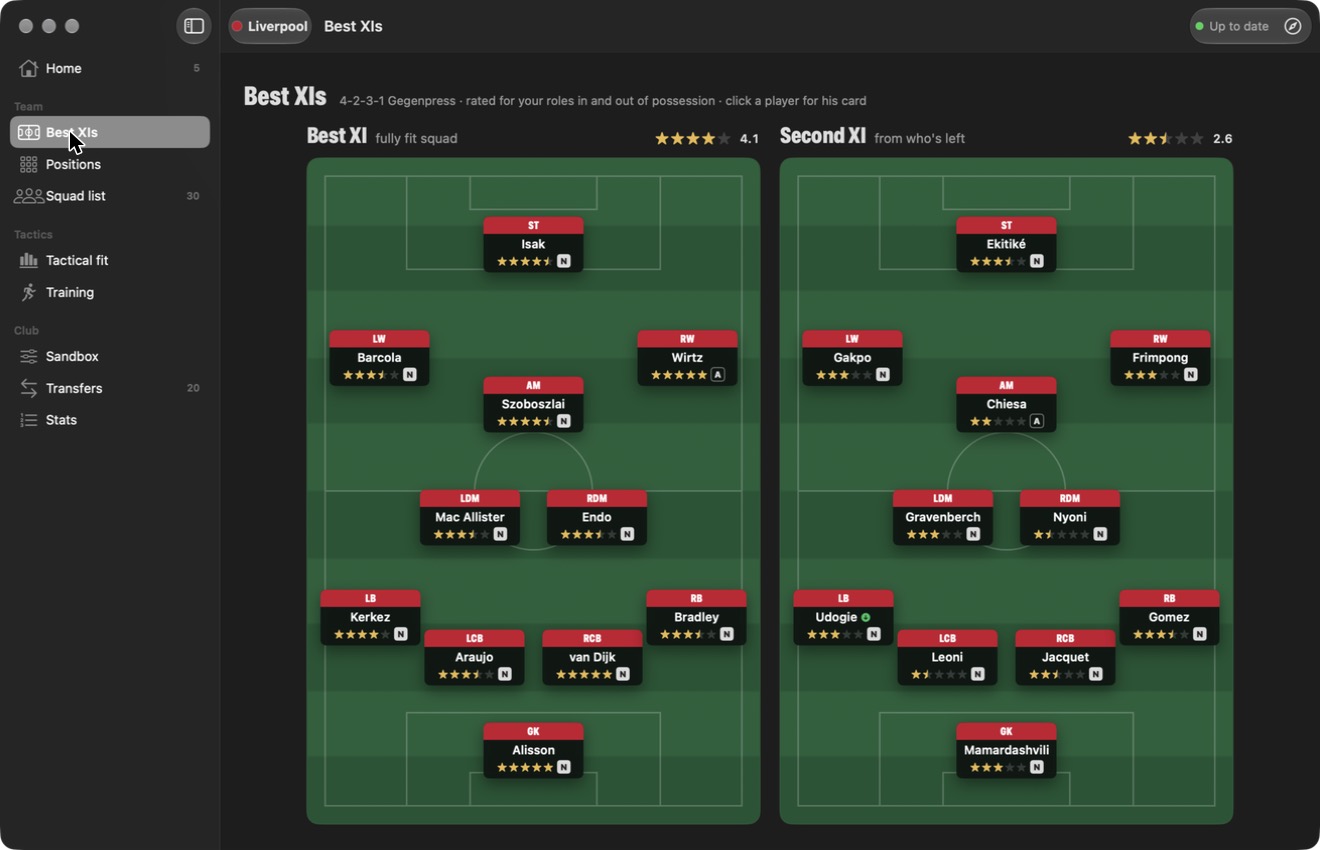 Liverpool
Best XIs
Up to date
Home 5
Team
Best XIs
Positions
Squad list 30
Tactics
Tactical fit
Training
Club
Sandbox
Transfers 20
Stats
Best XIs 4-2-3-1 Gegenpress · rated for your roles in and out of possession · click a player for his card
Best XI fully fit squad 4.1
ST
Isak
N
LW
Barcola
N
RW
Wirtz
A
AM
Szoboszlai
N
LDM
Mac Allister
N
RDM
Endo
N
LB
Kerkez
N
RB
Bradley
N
LCB
Araujo
N
RCB
van Dijk
N
GK
Alisson
N
Second XI from who's left 2.6
ST
Ekitiké
N
LW
Gakpo
N
RW
Frimpong
N
AM
Chiesa
A
LDM
Gravenberch
N
RDM
Nyoni
N
LB
Udogie
N
RB
Gomez
N
LCB
Leoni
N
RCB
Jacquet
N
GK
Mamardashvili
N